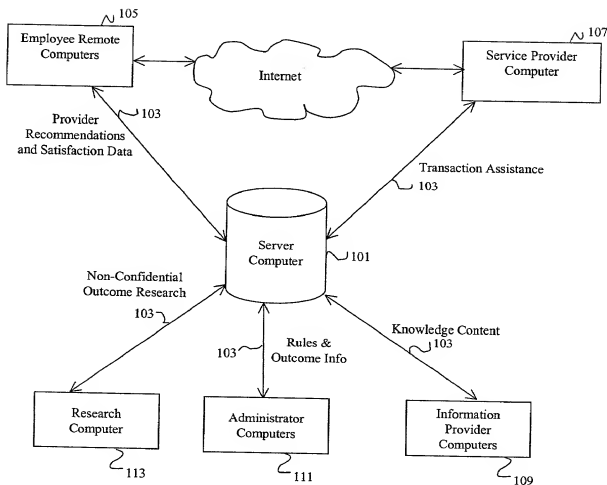 105
Employee Remote
Computers
Internet
107
Service Provider
Computer
103
Provider
Recommendations
and Satisfaction Data
Transaction Assistance
103
Server
Computer
101
Non-Confidential
Outcome Research
103
103
Rules &
Outcome Info
Knowledge Content
103
Research
Computer
113
Administrator
Computers
111
Information
Provider
Computers
109